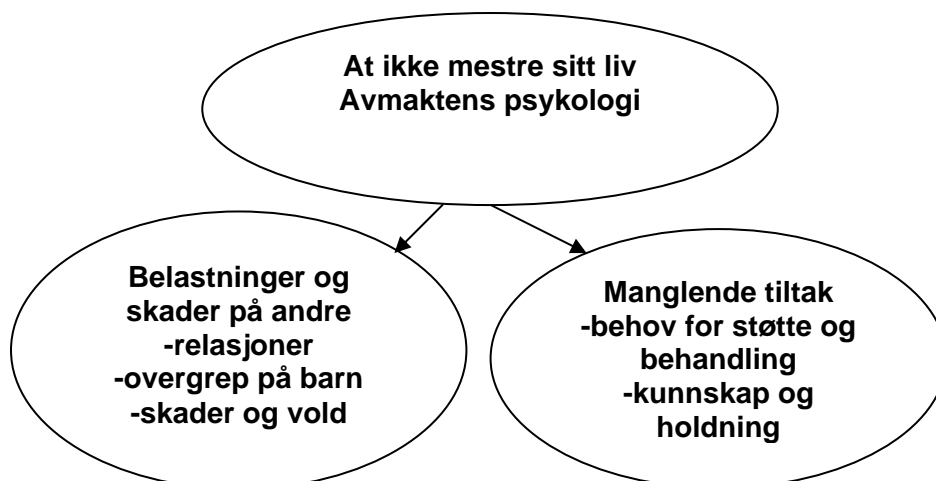 At ikke mestre sitt liv
Avmaktens psykologi
Belastninger og
skader på andre
-relasjoner
-overgrep på barn
-skader og vold
Manglende tiltak
-behov for støtte og
behandling
-kunnskap og
holdning